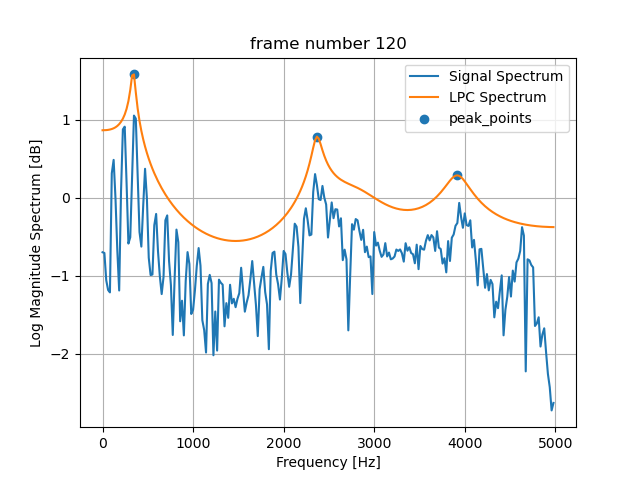 frame number 120
Log Magnitude Spectrum [dB]
1
0
−1
−2
Signal Spectrum
LPC Spectrum
peak_points
0 1000 2000 3000 4000 5000
Frequency [Hz]